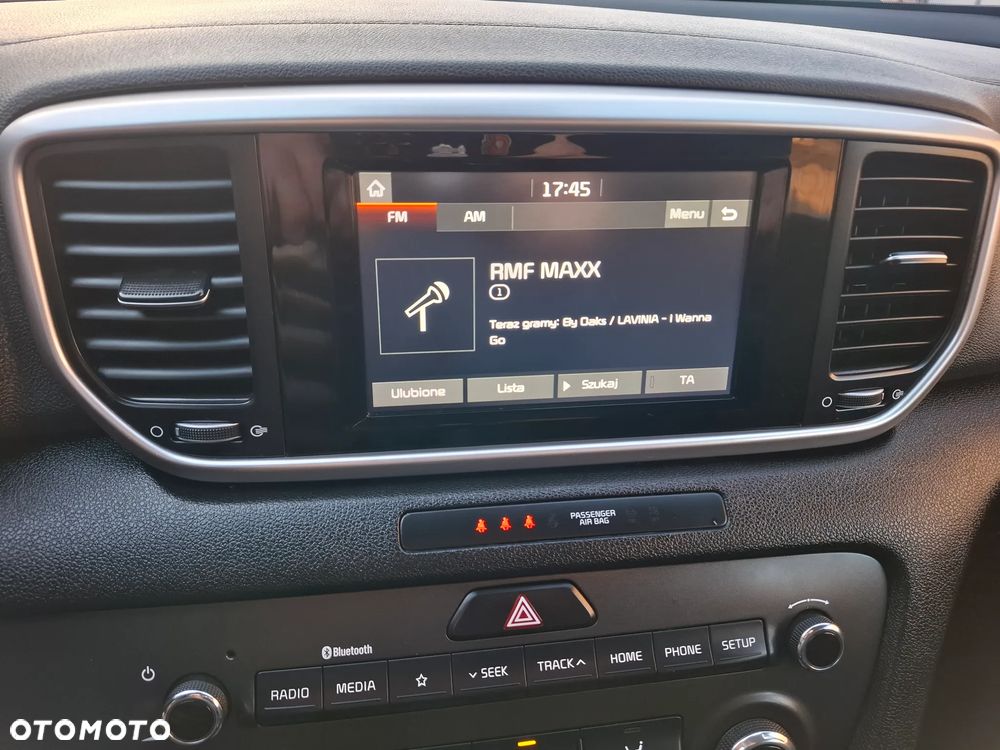 17:45
FM AM Menu
RMF MAXX
1
Teraz gramy: By Oaks / LAVINIA - I Wanna
Go
Ulubione Lista Szukaj TA
PASSENGER
AIR BAG
Bluetooth
RADIO MEDIA SEEK TRACK HOME PHONE SETUP
OTOMOTO